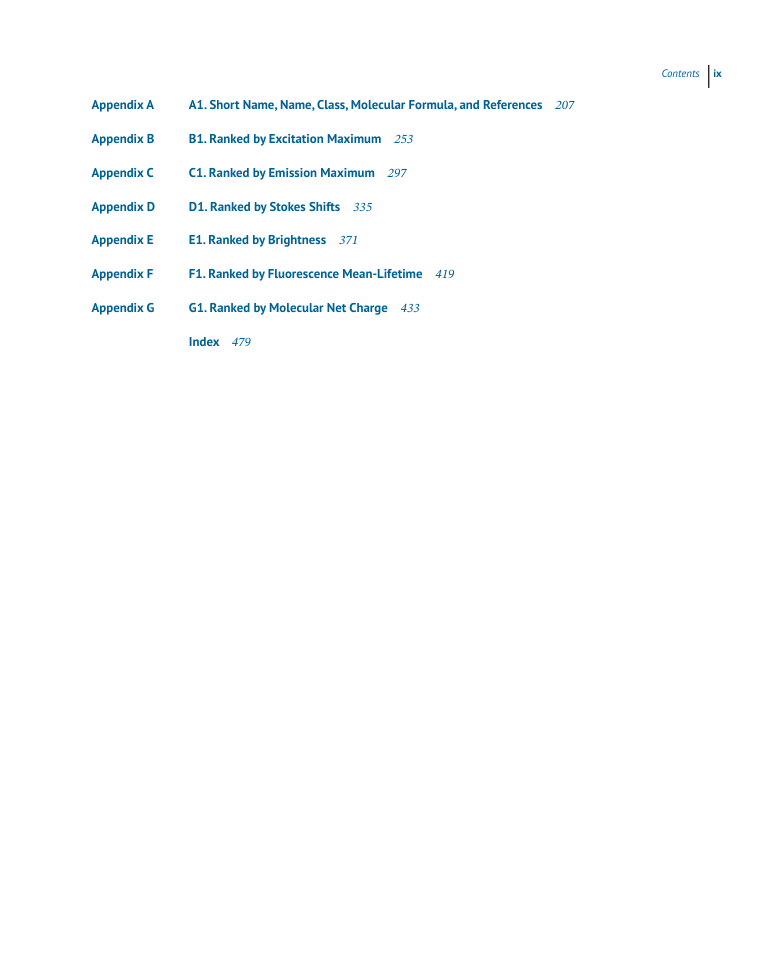 Contents ix
Appendix A A1. Short Name, Name, Class, Molecular Formula, and References 207
Appendix B B1. Ranked by Excitation Maximum 253
Appendix C C1. Ranked by Emission Maximum 297
Appendix D D1. Ranked by Stokes Shifts 335
Appendix E E1. Ranked by Brightness 371
Appendix F F1. Ranked by Fluorescence Mean-Lifetime 419
Appendix G G1. Ranked by Molecular Net Charge 433
Index 479